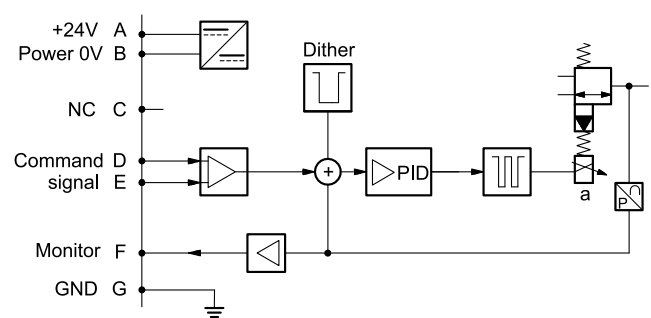 +24V A
Power 0V B
Dither
NC C
Command D
signal E
PID
a
P
Monitor F
GND G